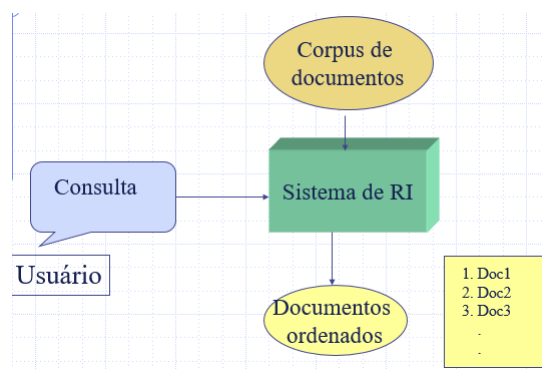 Corpus de
documentos
Consulta
Sistema de RI
Usuário
Documentos
ordenados
1. Doc1
2. Doc2
3. Doc3
.
.